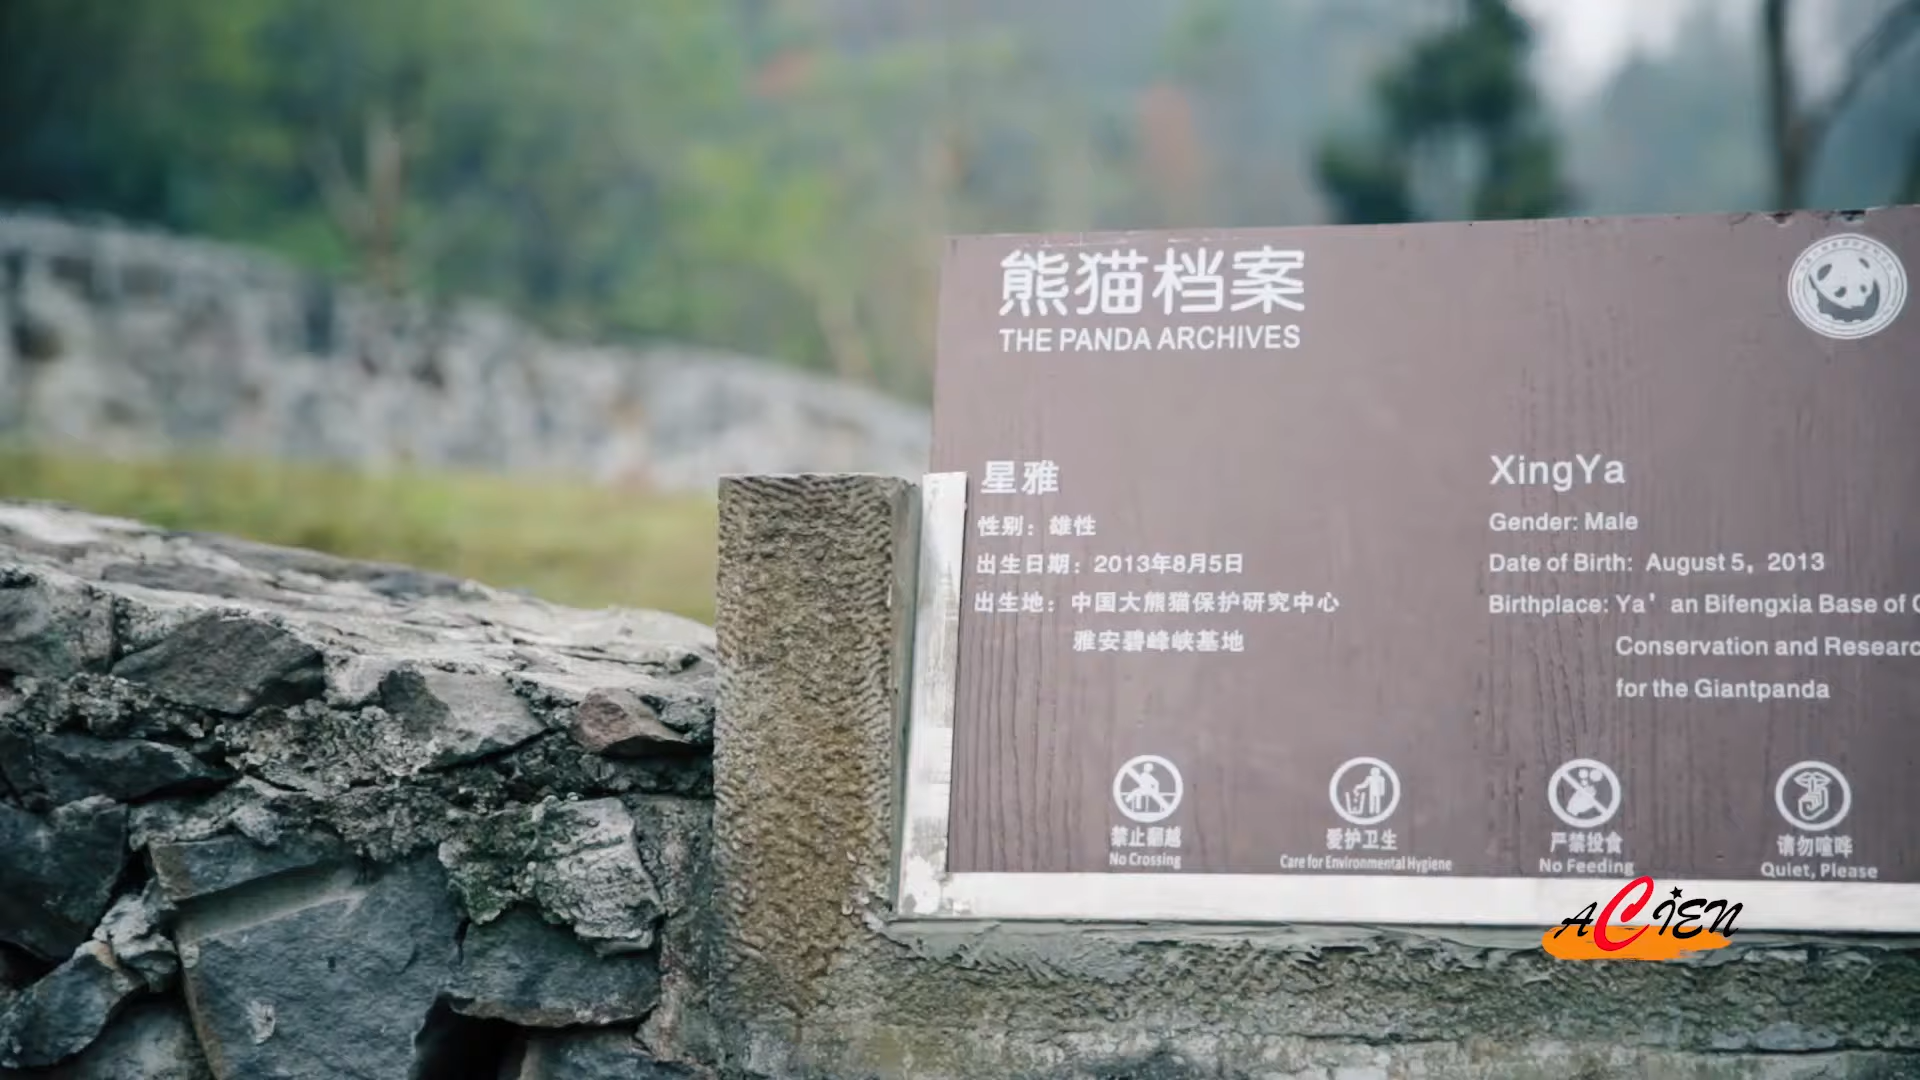 熊猫档案
THE PANDA ARCHIVES
星雅
性别：雄性
出生日期：2013年8月5日
出生地：中国大熊猫保护研究中心
雅安碧峰峡基地
XingYa
Gender: Male
Date of Birth: August 5, 2013
Birthplace: Ya' an Bifengxia Base of
Conservation and Researc
for the Giantpanda
禁止翻越
No Crossing
爱护卫生
Care for Environmental Hygiene
严禁投食
No Feeding
请勿喧哗
Quiet, Please
ACIEN